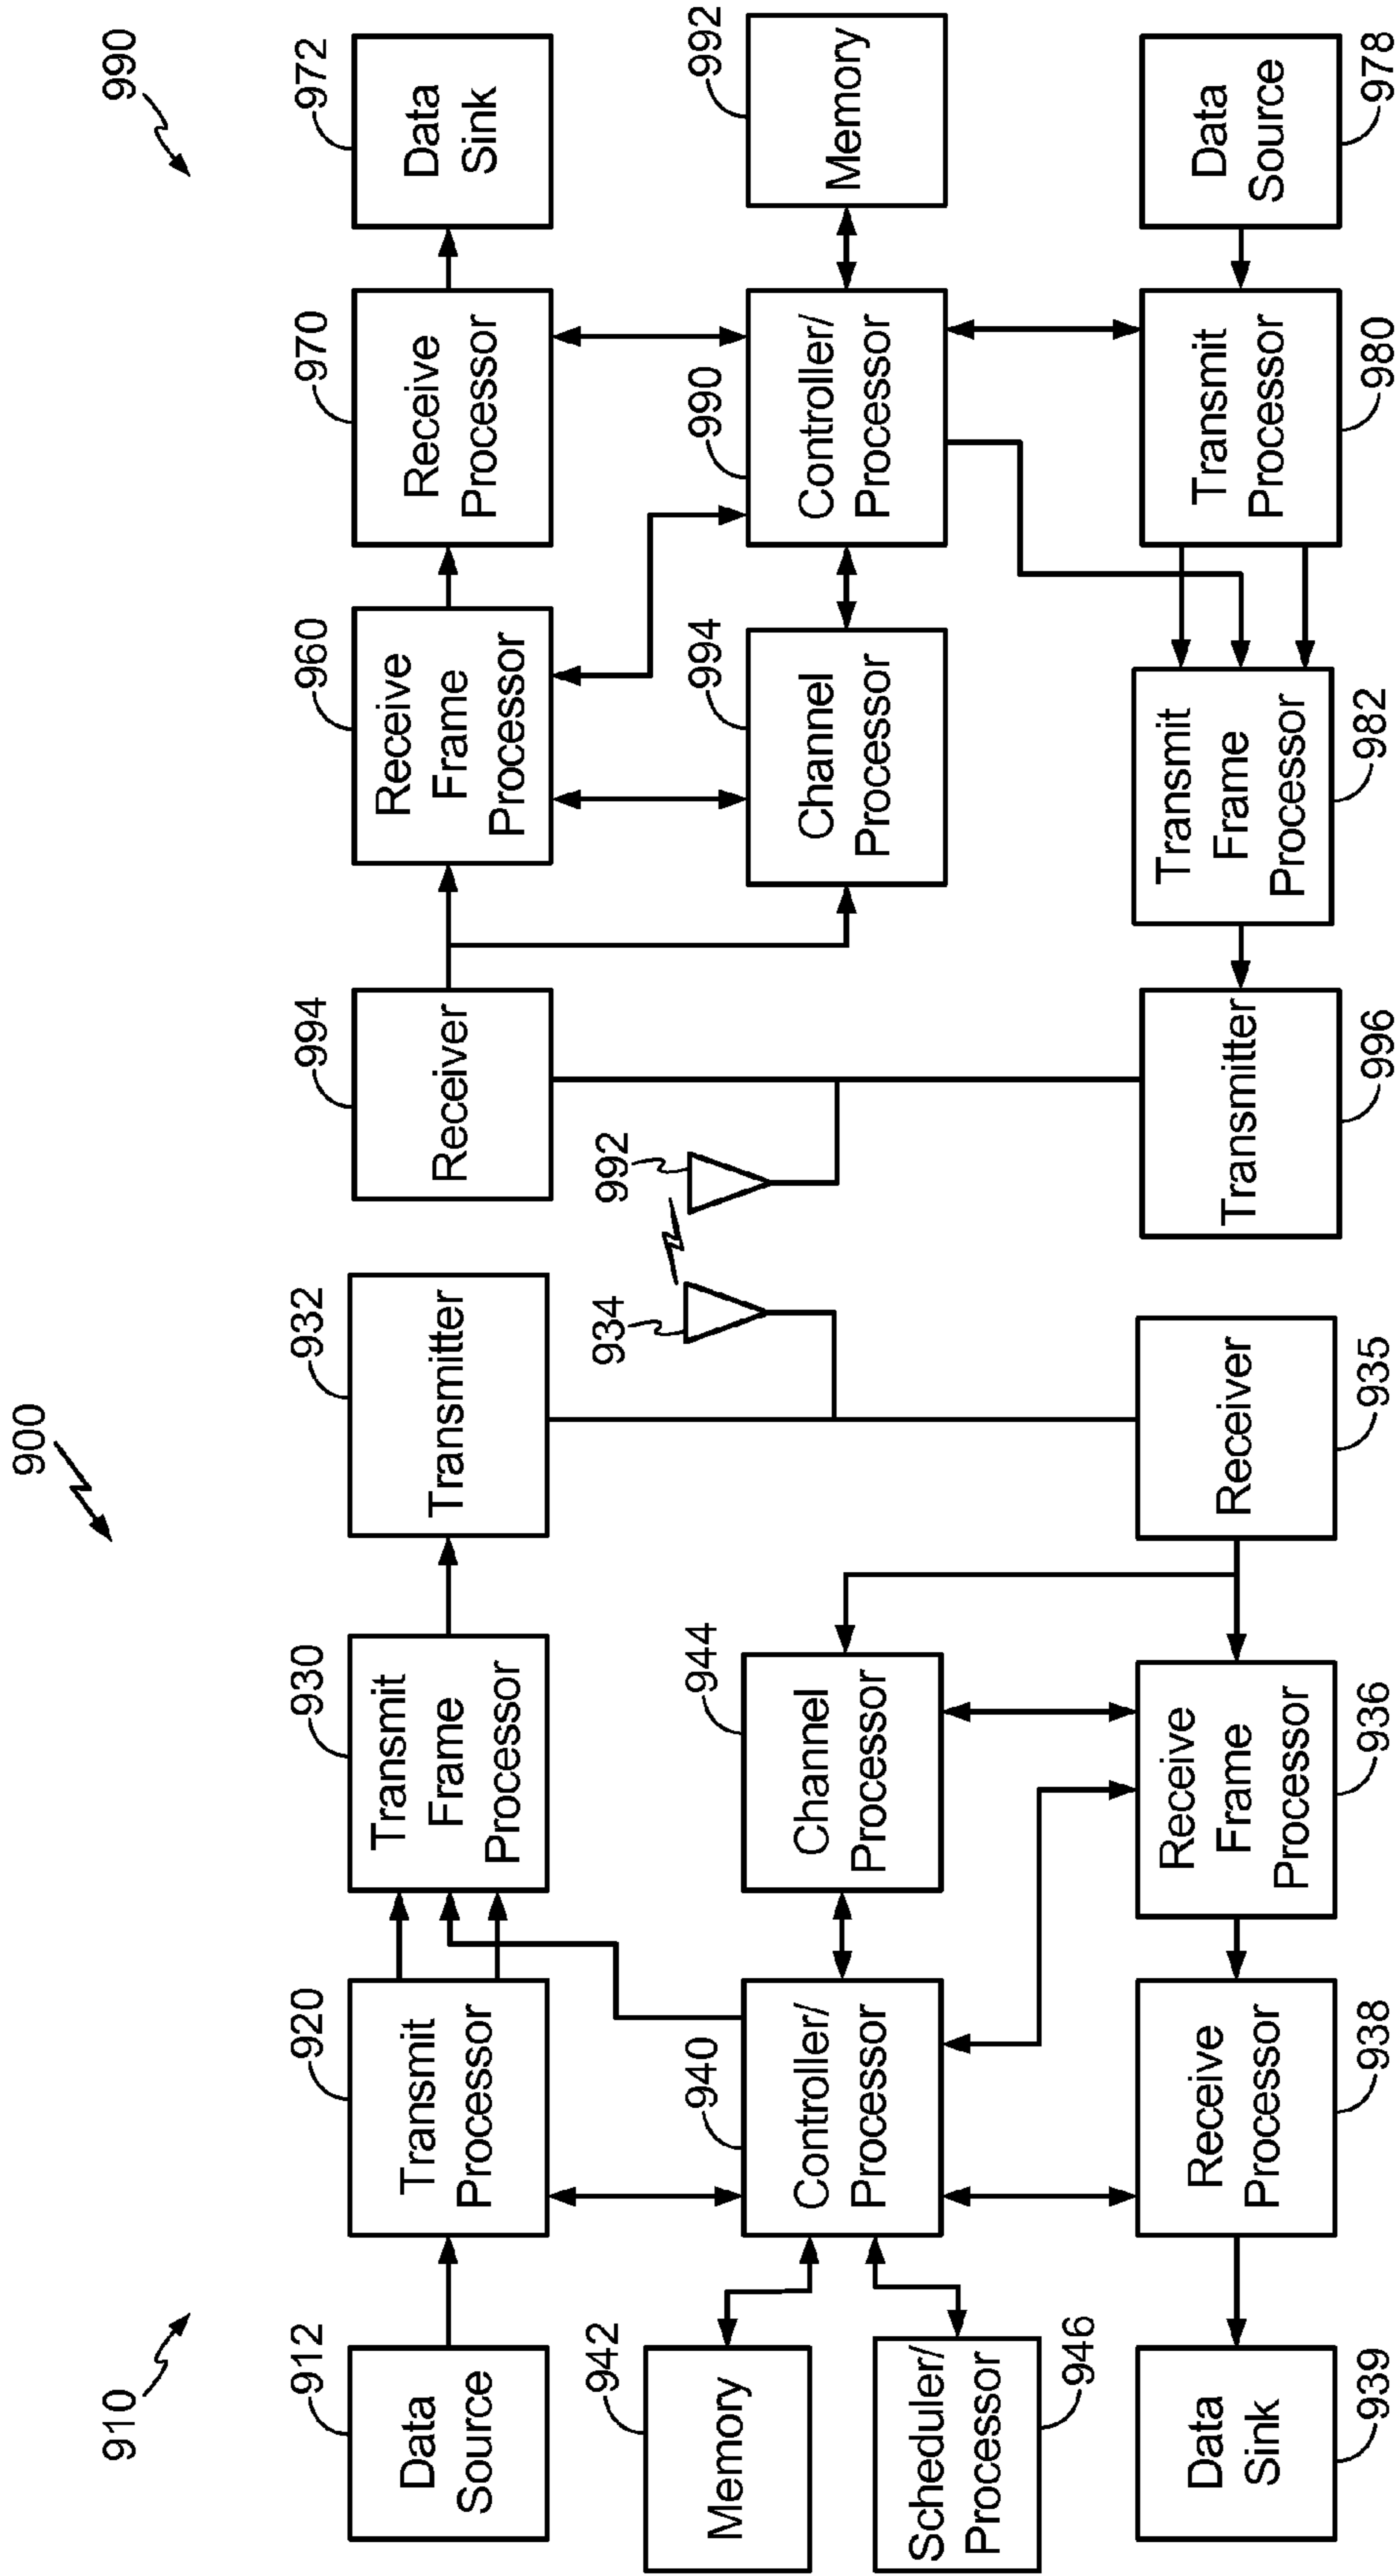 900
910
990
912
Data
Source
920
Transmit
Processor
930
Transmit
Frame
Processor
932
Transmitter
994
Receiver
960
Receive
Frame
Processor
970
Receive
Processor
972
Data
Sink
942
Memory
Scheduler/
Processor
946
940
Controller/
Processor
944
Channel
Processor
934
992
994
Channel
Processor
990
Controller/
Processor
992
Memory
Data
Sink
939
Receive
Processor
938
Receive
Frame
Processor
936
Receiver
935
Transmitter
996
Transmit
Frame
Processor
982
Transmit
Processor
980
Data
Source
978